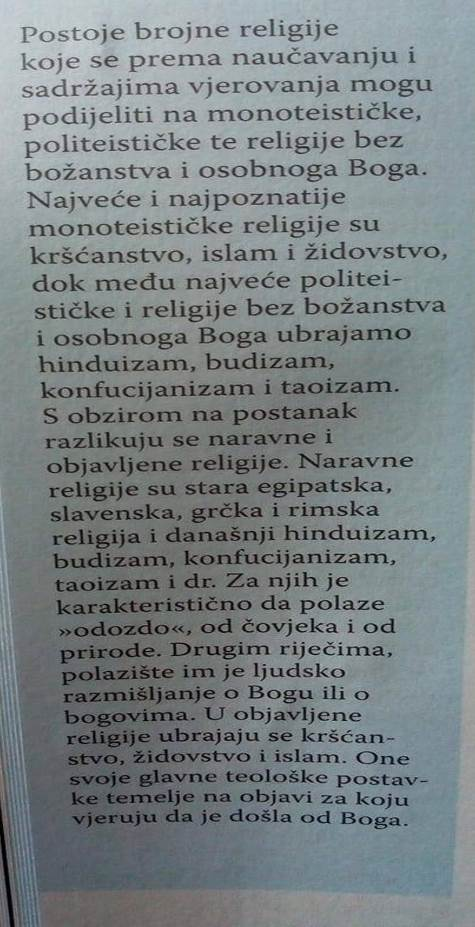 Postoje brojne religije
koje se prema naučavanju i
sadržajima vjerovanja mogu
podijeliti na monoteističke,
politeističke te religije bez
božanstva i osobnoga Boga.
Najveće i najpoznatije
monoteističke religije su
kršćanstvo, islam i židovstvo,
dok među najveće politei-
stičke i religije bez božanstva
i osobnoga Boga ubrajamo
hinduizam, budizam,
konfucijanizam i taoizam.
S obzirom na postanak
razlikuju se naravne i
objavljene religije. Naravne
religije su stara egipatska,
slavenska, grčka i rimska
religija i današnji hinduizam,
budizam, konfucijanizam,
taoizam i dr. Za njih je
karakteristično da polaze
»odozdo«, od čovjeka i od
prirode. Drugim riječima,
polazište im je ljudsko
razmišljanje o Bogu ili o
bogovima. U objavljene
religije ubrajaju se kršćan-
stvo, židovstvo i islam. One
svoje glavne teološke postav-
ke temelje na objavi za koju
vjeruju da je došla od Boga.